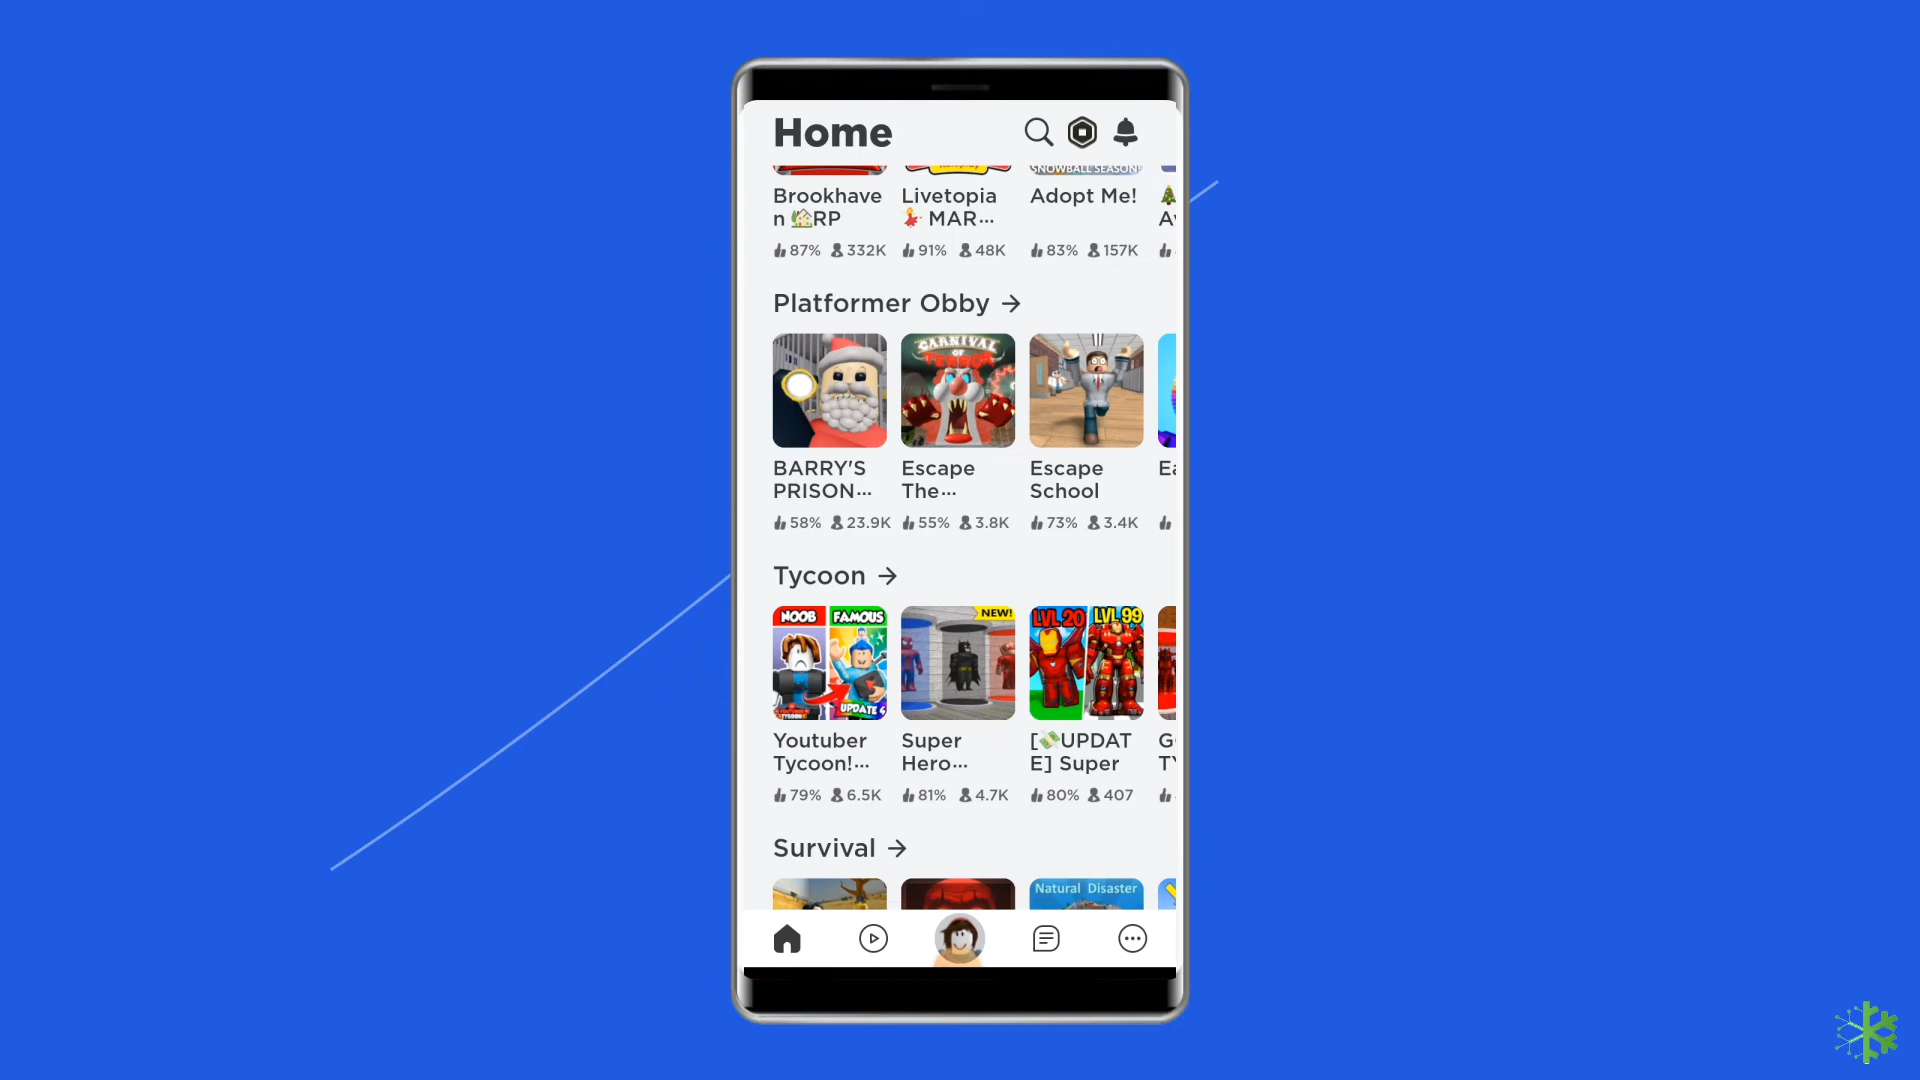 Home
SNOWBALL SEASON!
Brookhave
n 🏡RP
87% 332K
Livetopia
💃 MAR...
91% 48K
Adopt Me!
83% 157K
🎄
Platformer Obby →
CARNIVAL
OF
TERROR
BARRY'S
PRISON...
58% 23.9K
Escape
The...
55% 3.8K
Escape
School
73% 3.4K
Tycoon →
NOOB FAMOUS
UPDATE 4
NEW!
LVL 20 LVL 99
Youtuber
Tycoon!...
79% 6.5K
Super
Hero...
81% 4.7K
[💸UPDAT
E] Super
80% 407
Survival →
Natural Disaster